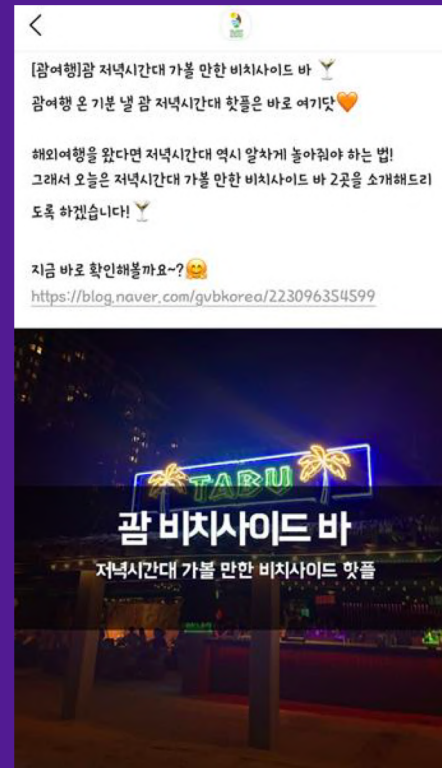 [괌여행]괌 저녁시간대 가볼 만한 비치사이드 바 🍸
괌여행 온 기분 낼 괌 저녁시간대 핫플은 바로 여기닷🧡
해외여행을 왔다면 저녁시간대 역시 알차게 놀아줘야 하는 법!
그래서 오늘은 저녁시간대 가볼 만한 비치사이드 바 2곳을 소개해드리
도록 하겠습니다! 🍸
지금 바로 확인해볼까요~?🤗
https://blog.naver.com/gvbkorea/223096354599
TABU
괌 비치사이드 바
저녁시간대 가볼 만한 비치사이드 핫플